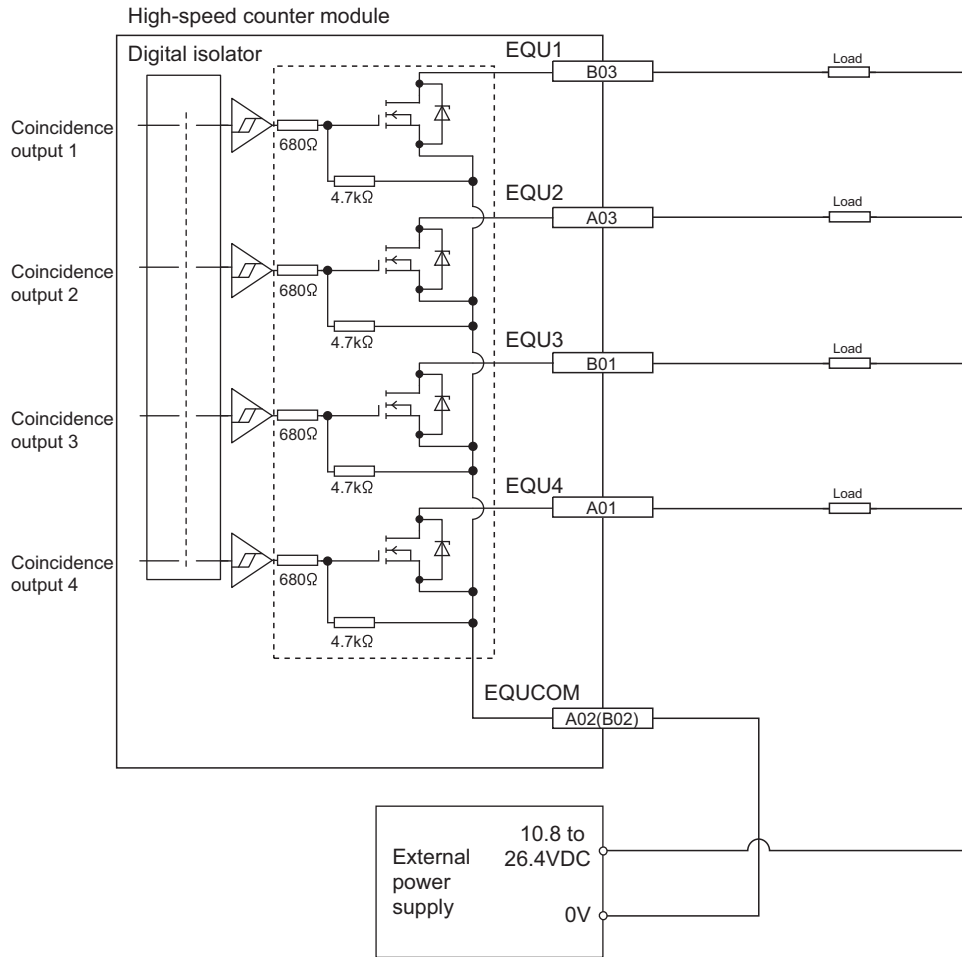 High-speed counter module
Digital isolator
EQU1
B03
Load
Coincidence
output 1
680Ω
4.7kΩ
EQU2
A03
Load
Coincidence
output 2
680Ω
4.7kΩ
EQU3
B01
Load
Coincidence
output 3
680Ω
4.7kΩ
EQU4
A01
Load
Coincidence
output 4
680Ω
4.7kΩ
EQUCOM
A02(B02)
External
power
supply
10.8 to
26.4VDC
0V